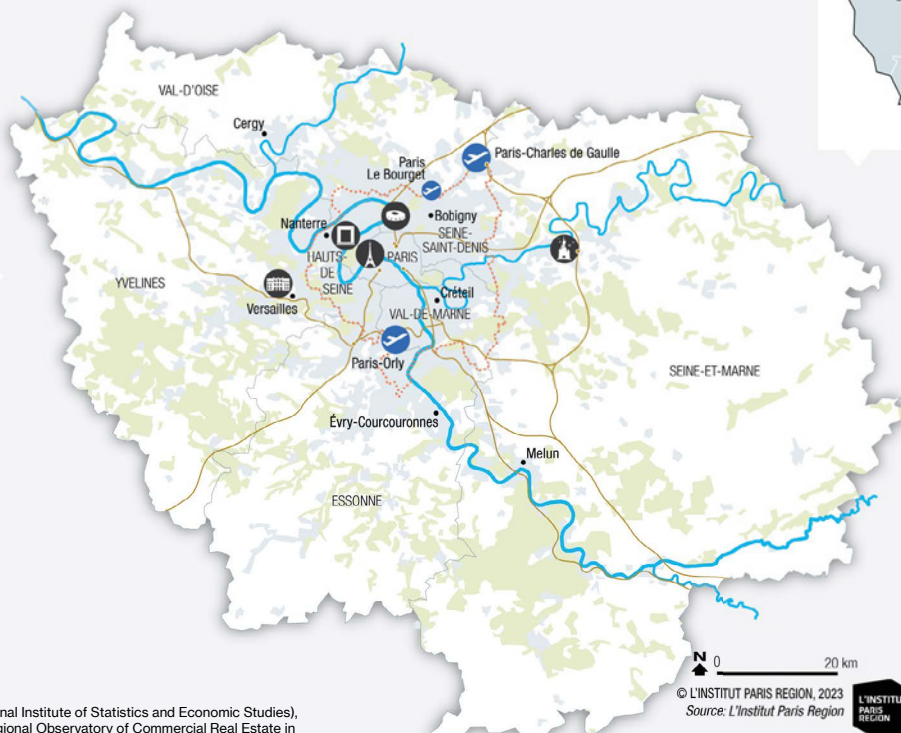 VAL-D'OISE
Cergy
Paris-Charles de Gaulle
Paris
Le Bourget
Bobigny
Nanterre
SEINE-
SAINT-DENIS
HAUTS-
DE
SEINE
PARIS
YVELINES
Versailles
Créteil
VAL-DE-MARNE
Paris-Orly
SEINE-ET-MARNE
Évry-Courcouronnes
Melun
ESSONNE
N 0 20 km
© L'INSTITUT PARIS REGION, 2023
Source: L'Institut Paris Region
L'INSTITUT
PARIS
REGION
nal Institute of Statistics and Economic Studies),
gional Observatory of Commercial Real Estate in